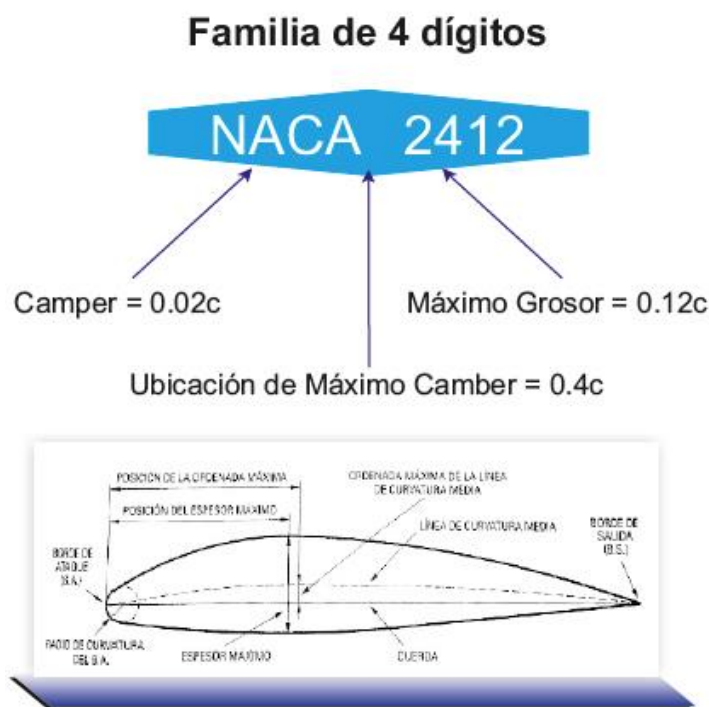 Familia de 4 dígitos
NACA 2412
Camper = 0.02c
Máximo Grosor = 0.12c
Ubicación de Máximo Camber = 0.4c
POSICIÓN DE LA ORDENADA MÁXIMA
ORDENADA MÁXIMA DE LA LÍNEA
DE CURVATURA MEDIA
POSICIÓN DEL ESPESOR MAXIMO
LÍNEA DE CURVATURA MEDIA
BORDE DE
SALIDA
(B.S.)
BORDE DE
ATAQUE
(B.A.)
RADIO DE CURVATURA
DEL B.A.
ESPESOR MAXÍMO
CUERDA